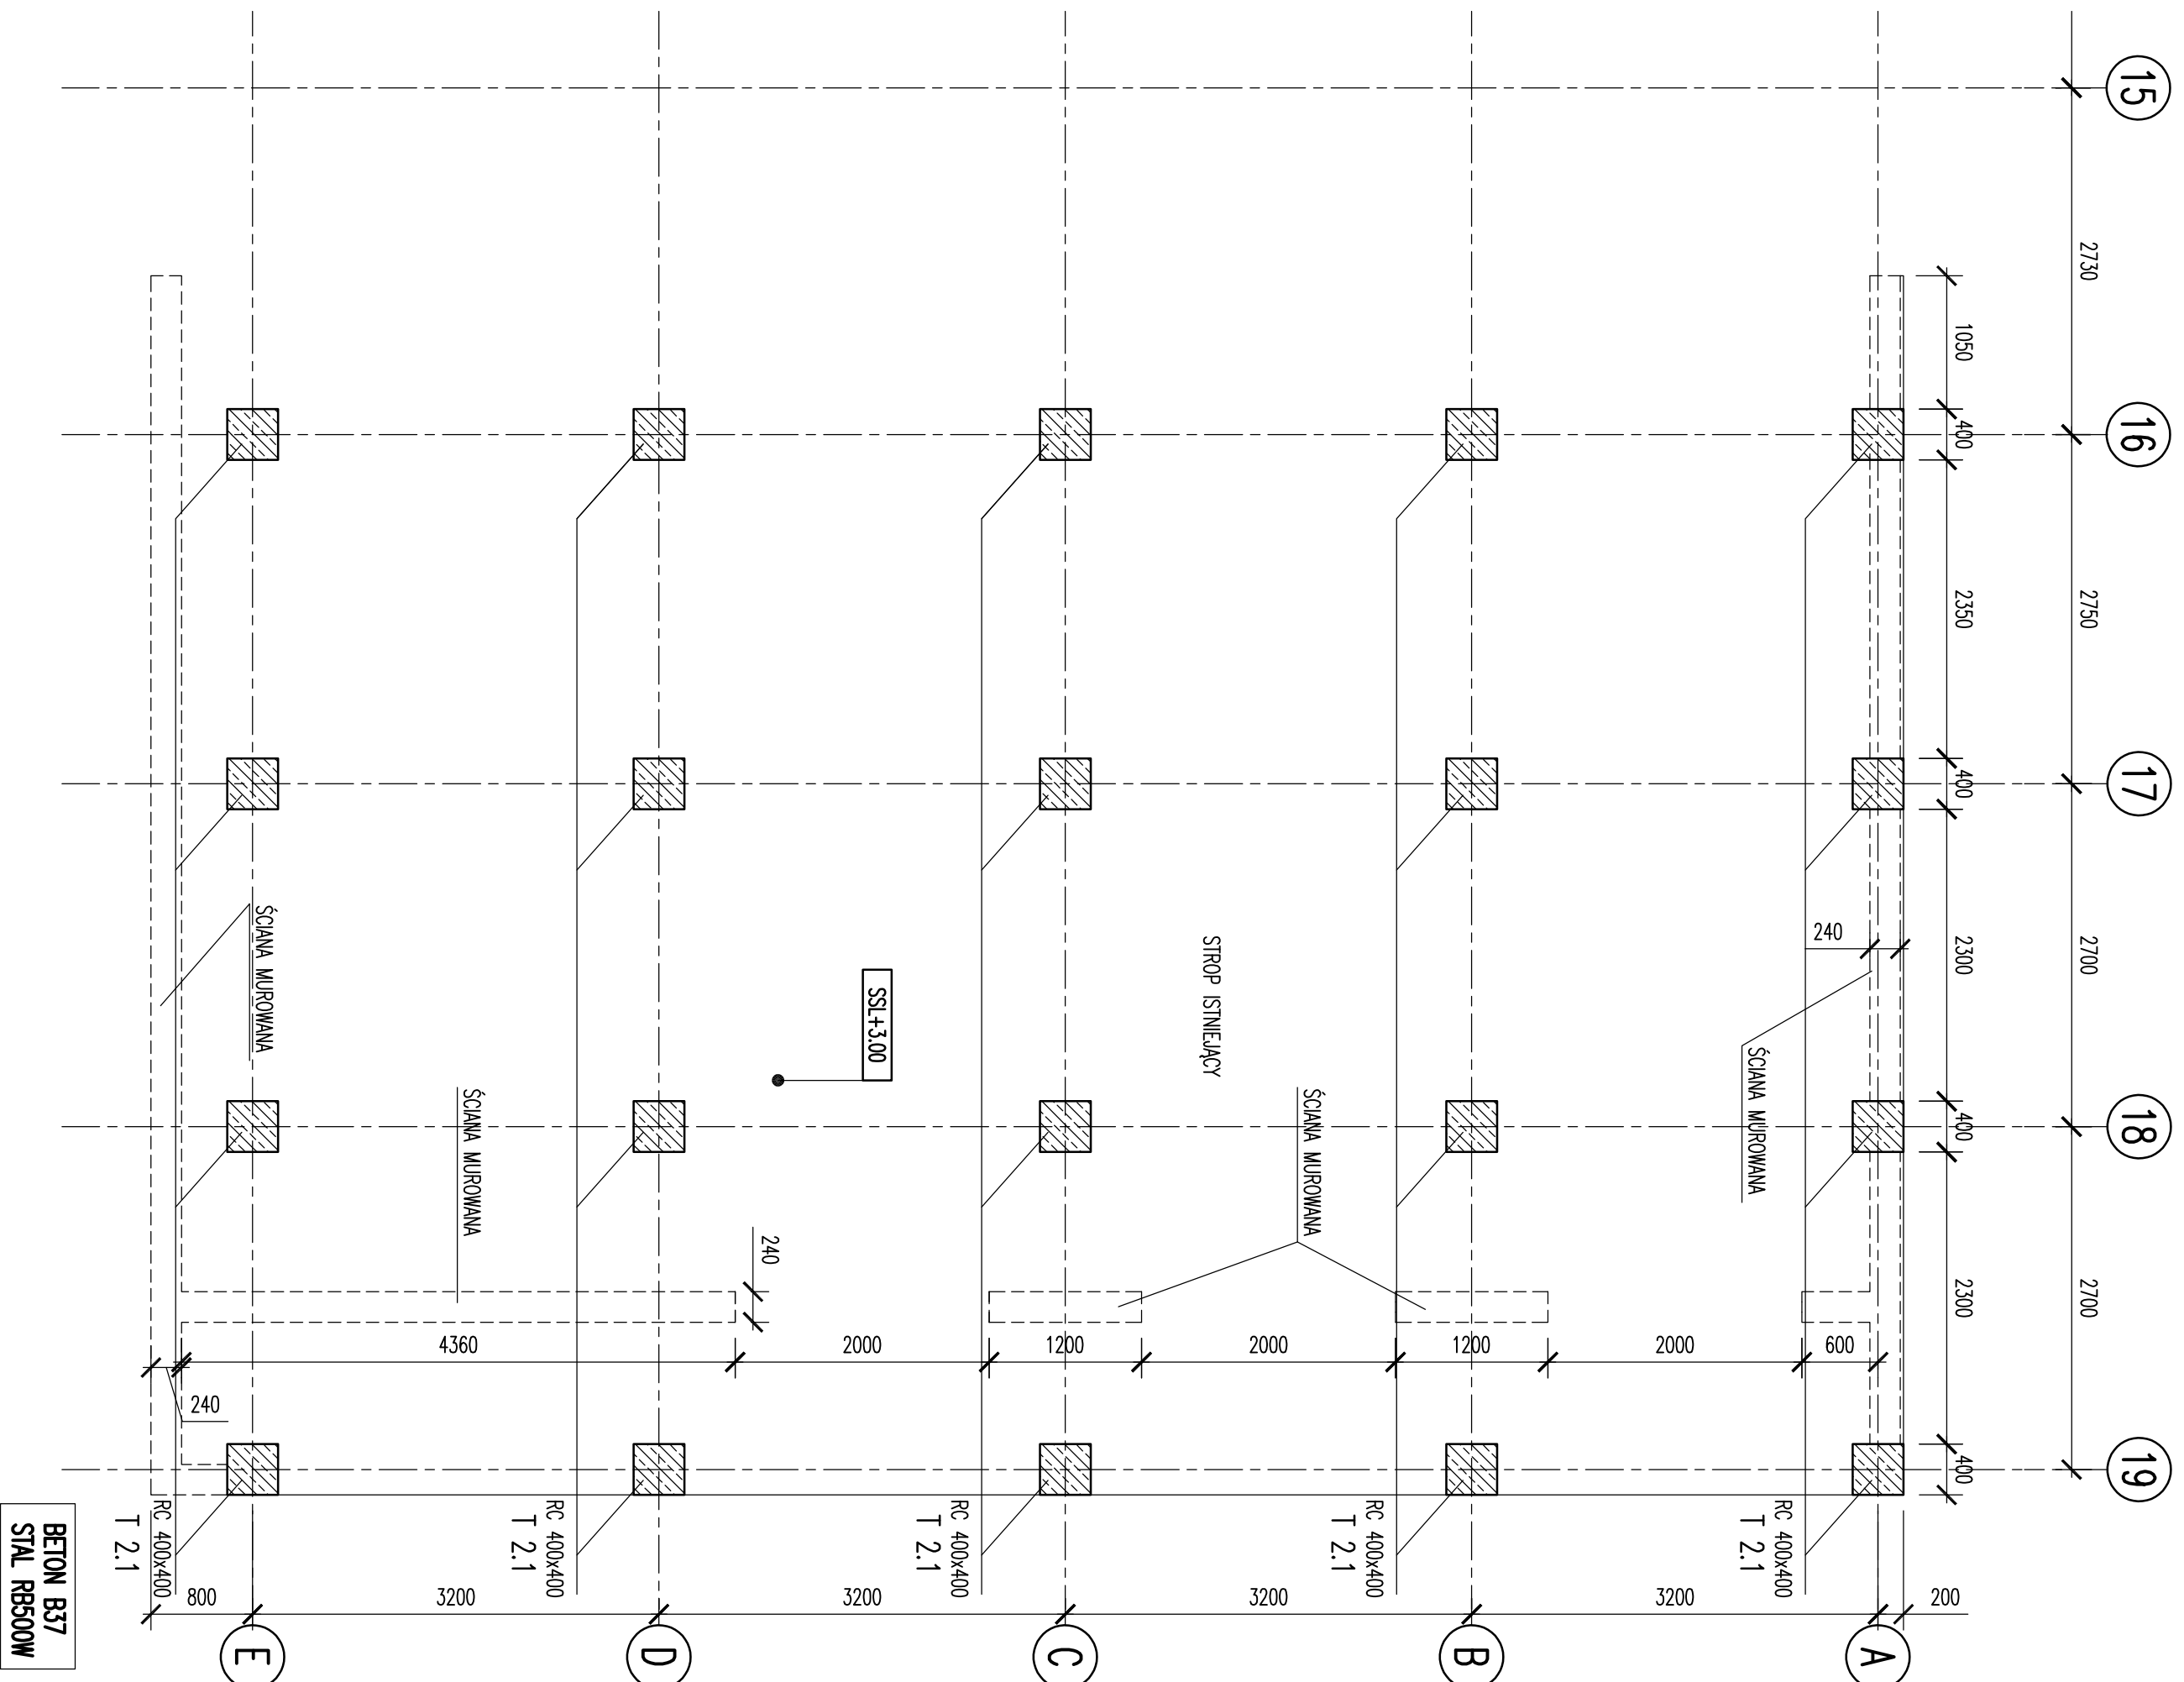 15
16
17
18
19
2730
2750
2700
2700
1050
400
2350
400
2300
400
2300
400
240
ŚCIANA MUROWANA
STROP ISTNIEJĄCY
SSL+3.00
ŚCIANA MUROWANA
ŚCIANA MUROWANA
ŚCIANA MUROWANA
240
4360
2000
1200
2000
1200
2000
600
240
RC 400x400
T 2.1
RC 400x400
T 2.1
RC 400x400
T 2.1
RC 400x400
T 2.1
RC 400x400
T 2.1
800
3200
3200
3200
3200
200
E
D
C
B
A
BETON B37
STAL RB500W